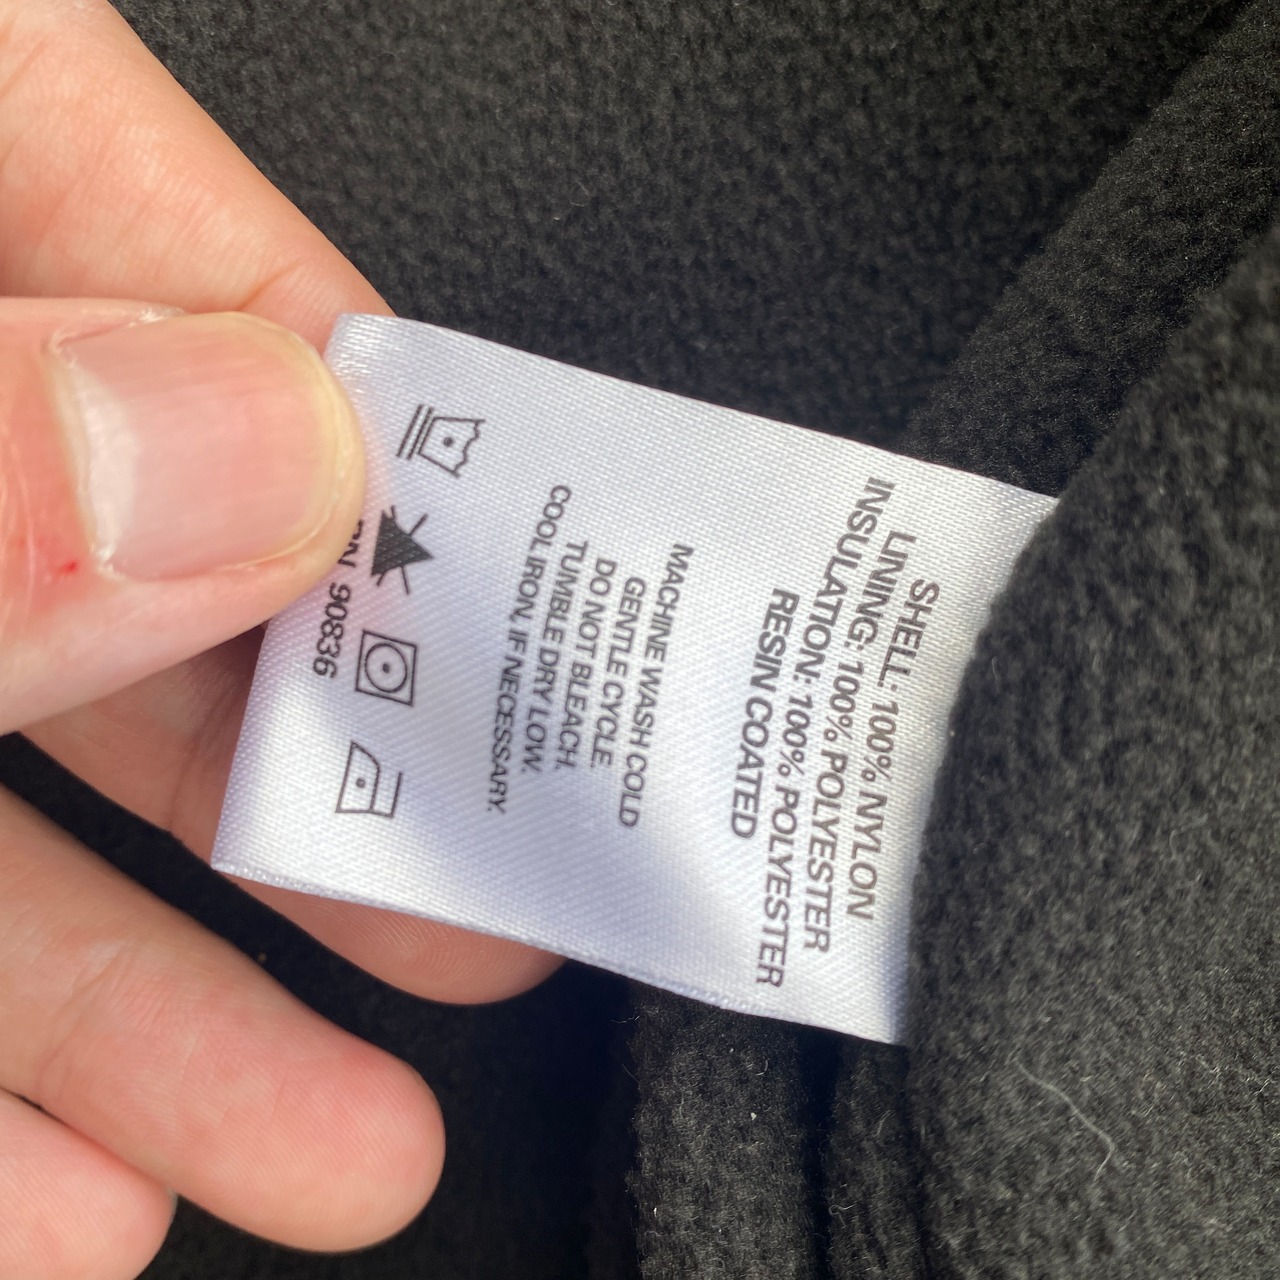 SHELL: 100% NYLON
LINING: 100% POLYESTER
INSULATION: 100% POLYESTER
RESIN COATED
MACHINE WASH COLD
GENTLE CYCLE.
DO NOT BLEACH.
TUMBLE DRY LOW.
COOL IRON, IF NECESSARY.
RN 90836